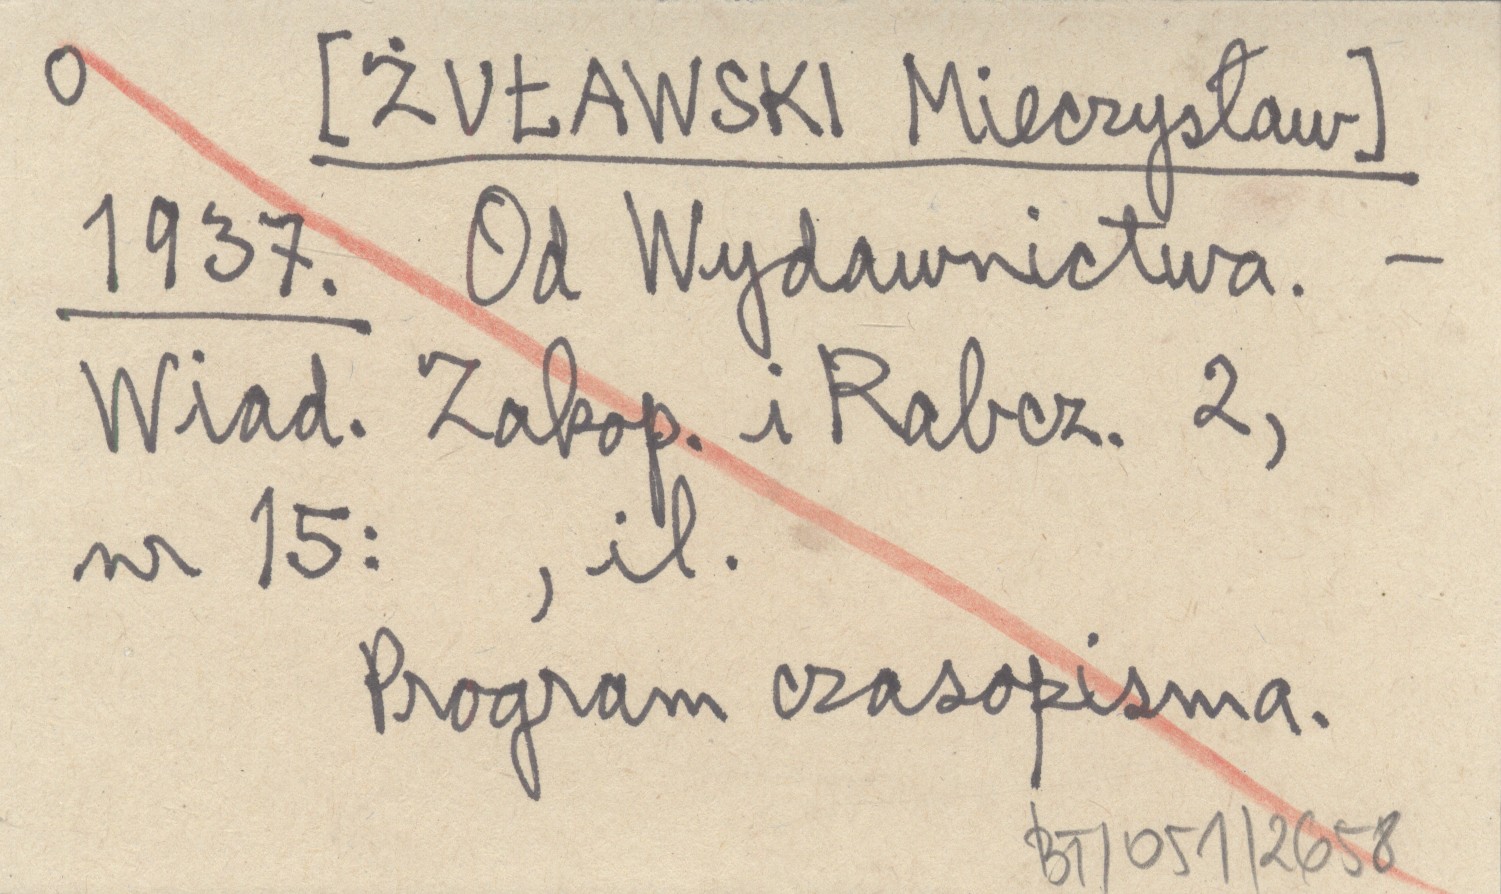 O [ŻUŁAWSKI Mieczysław]
1937. Od Wydawnictwa. –
Wiad. Zakop. i Rabcz. 2,
nr 15: , il.
Program czasopisma.
BT/051/2658